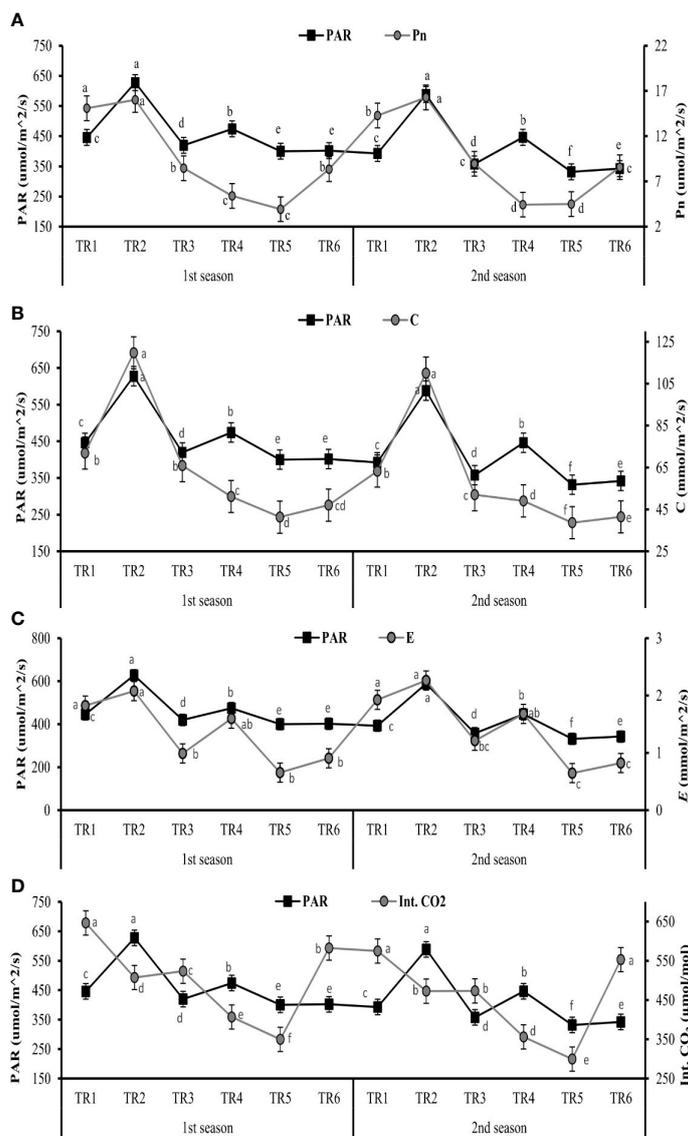 A
PAR Pn
PAR (umol/m^2/s)
750
650
550
450
350
250
150
22
17
12
7
2
Pn (umol/m^2/s)
a c a a b d c b e c b e b c a a c d b d f d e c
TR1 TR2 TR3 TR4 TR5 TR6 TR1 TR2 TR3 TR4 TR5 TR6
1st season 2nd season
B
PAR C
PAR (umol/m^2/s)
750
650
550
450
350
250
150
125
105
85
65
45
25
C (mmol/m^2/s)
c b a a d b b c e d e cd c b a a d c b d e f e e
TR1 TR2 TR3 TR4 TR5 TR6 TR1 TR2 TR3 TR4 TR5 TR6
1st season 2nd season
C
PAR E
PAR (umol/m^2/s)
800
600
400
200
0
3
2
1
0
E (mmol/m^2/s)
a c a a d b b ab e b e b a c a a d bc b ab f c e c
TR1 TR2 TR3 TR4 TR5 TR6 TR1 TR2 TR3 TR4 TR5 TR6
1st season 2nd season
D
PAR Int. CO2
PAR (umol/m^2/s)
750
650
550
450
350
250
150
650
550
450
350
250
Int. CO₂ (umol/mol)
a c a d c d b e e f b e a c a b b d b d f e a e
TR1 TR2 TR3 TR4 TR5 TR6 TR1 TR2 TR3 TR4 TR5 TR6
1st season 2nd season